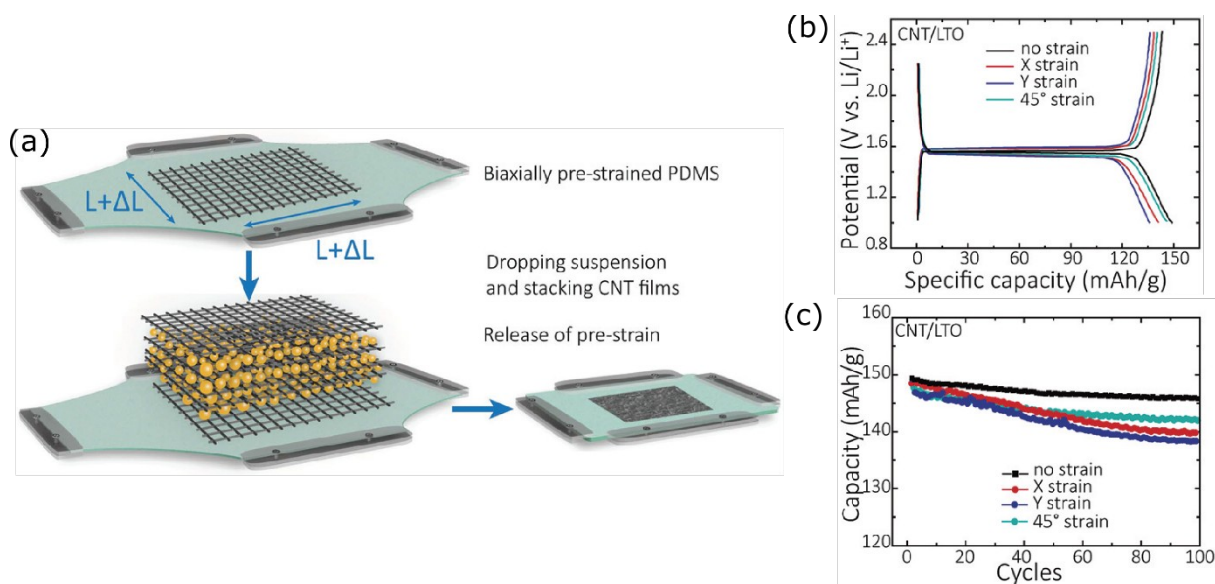 (a)
L+ΔL
L+ΔL
Biaxially pre-strained PDMS
Dropping suspension
and stacking CNT films
Release of pre-strain
(b)
CNT/LTO
no strain
X strain
Y strain
45° strain
Potential (V vs. Li/Li⁺)
2.4
2.0
1.6
1.2
0.8
0 30 60 90 120 150
Specific capacity (mAh/g)
(c)
CNT/LTO
Capacity (mAh/g)
160
150
140
130
120
no strain
X strain
Y strain
45° strain
0 20 40 60 80 100
Cycles